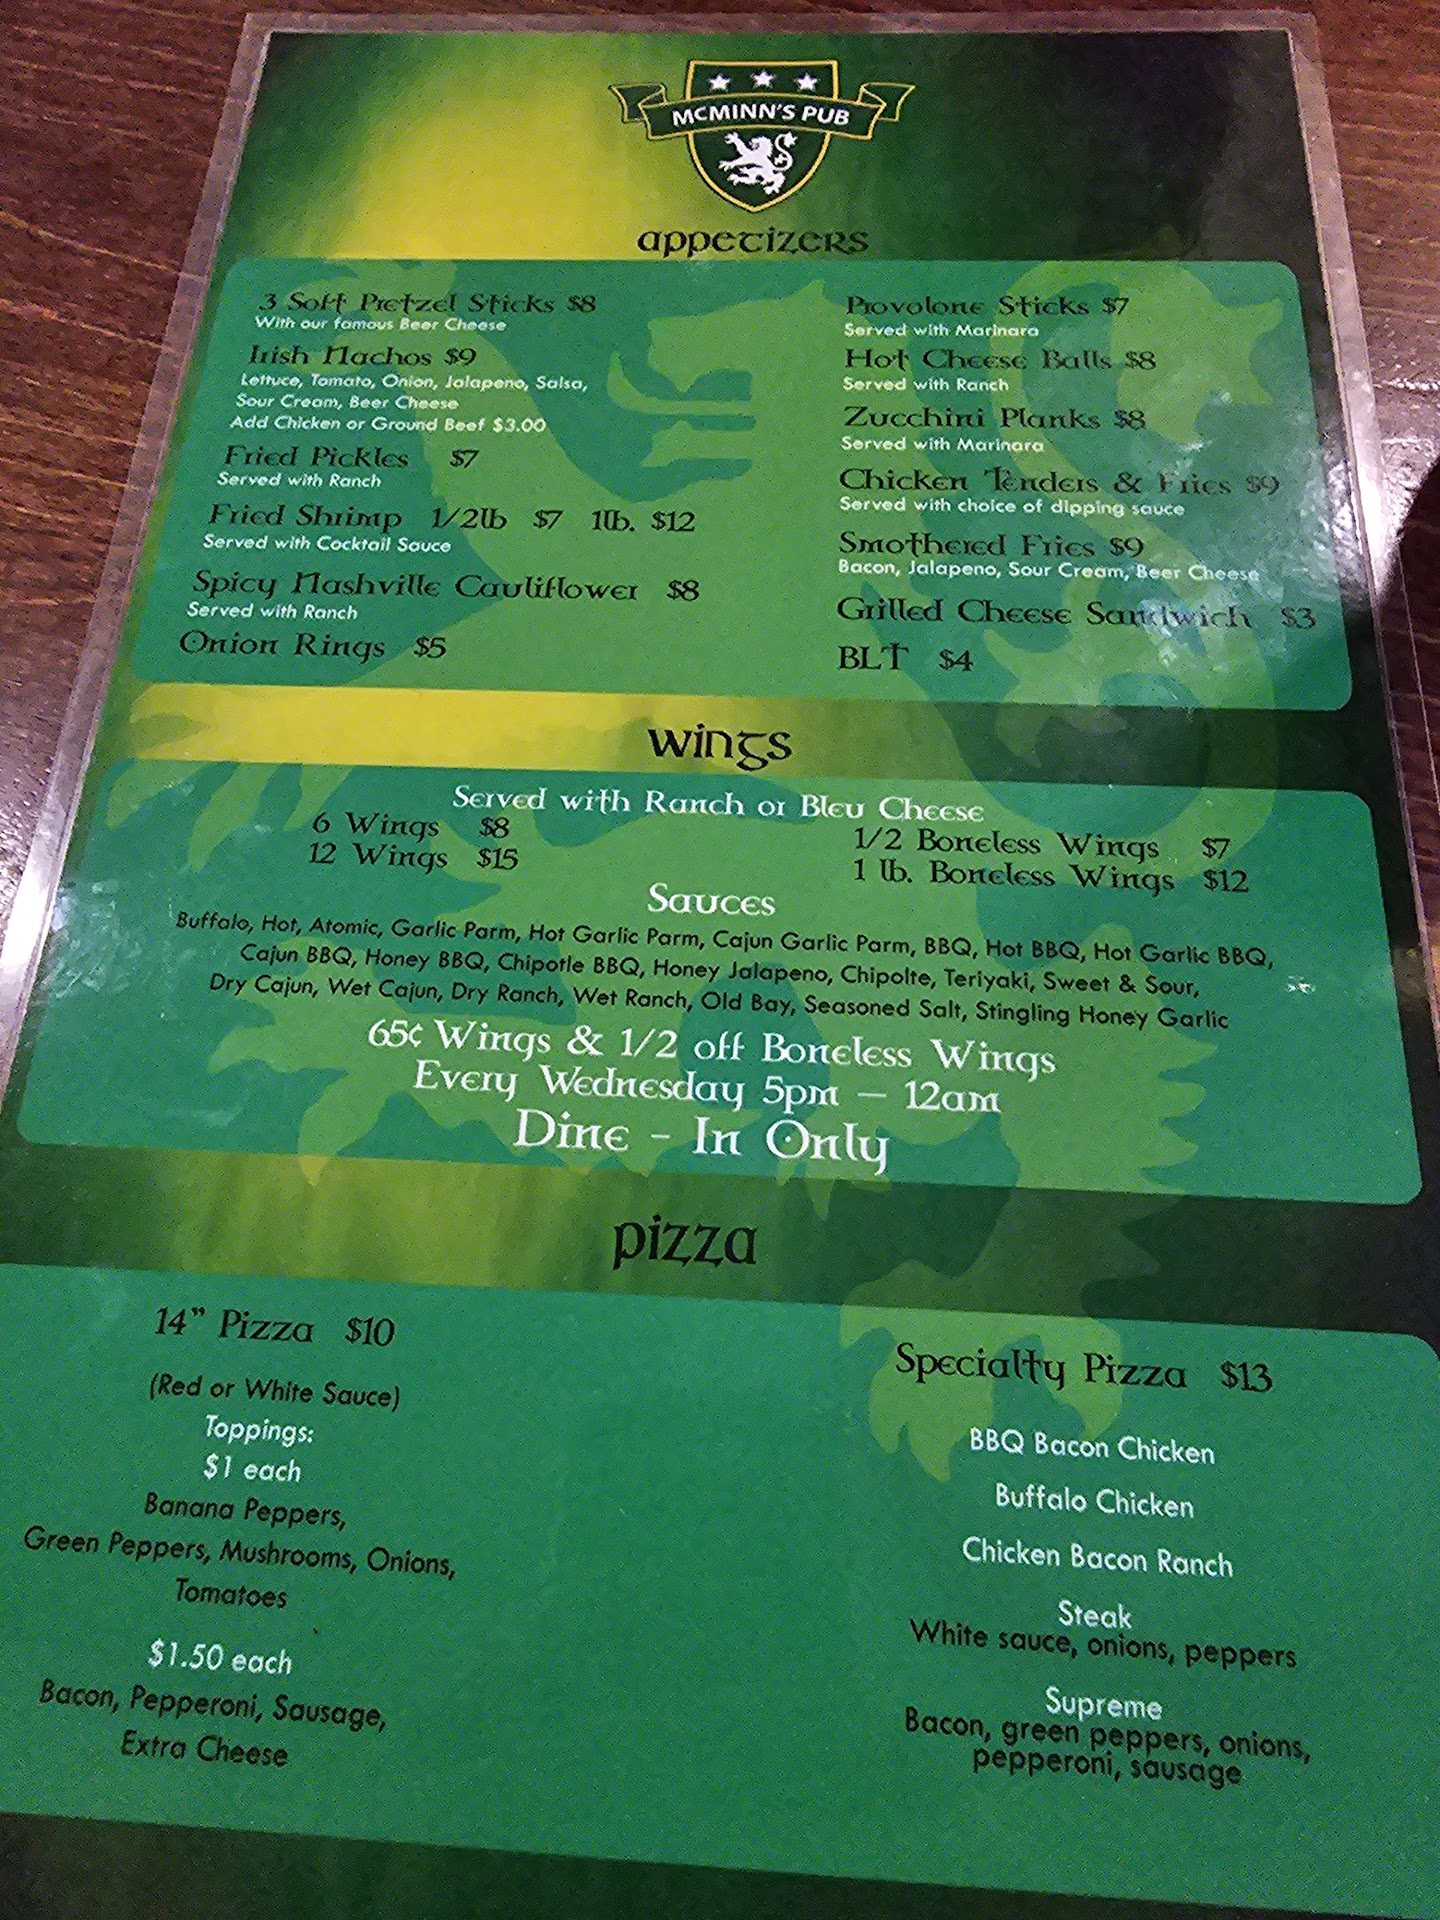 MCMINN'S PUB
appetizers
3 Soft Pretzel Sticks $8
With our famous Beer Cheese
Irish Nachos $9
Lettuce, Tomato, Onion, Jalapeno, Salsa,
Sour Cream, Beer Cheese
Add Chicken or Ground Beef $3.00
Fried Pickles $7
Served with Ranch
Fried Shrimp 1/2lb $7 1lb. $12
Served with Cocktail Sauce
Spicy Nashville Cauliflower $8
Served with Ranch
Onion Rings $5
Provolone Sticks $7
Served with Marinara
Hot Cheese Balls $8
Served with Ranch
Zucchini Planks $8
Served with Marinara
Chicken Tenders & Fries $9
Served with choice of dipping sauce
Smothered Fries $9
Bacon, Jalapeno, Sour Cream, Beer Cheese
Grilled Cheese Sandwich $3
BLT $4
wings
Served with Ranch or Bleu Cheese
6 Wings $8
12 Wings $15
1/2 Boneless Wings $7
1 lb. Boneless Wings $12
Sauces
Buffalo, Hot, Atomic, Garlic Parm, Hot Garlic Parm, Cajun Garlic Parm, BBQ, Hot BBQ, Hot Garlic BBQ,
Cajun BBQ, Honey BBQ, Chipotle BBQ, Honey Jalapeno, Chipolte, Teriyaki, Sweet & Sour,
Dry Cajun, Wet Cajun, Dry Ranch, Wet Ranch, Old Bay, Seasoned Salt, Stingling Honey Garlic
65¢ Wings & 1/2 off Boneless Wings
Every Wednesday 5pm – 12am
Dine - In Only
pizza
14" Pizza $10
(Red or White Sauce)
Toppings:
$1 each
Banana Peppers,
Green Peppers, Mushrooms, Onions,
Tomatoes
$1.50 each
Bacon, Pepperoni, Sausage,
Extra Cheese
Specialty Pizza $13
BBQ Bacon Chicken
Buffalo Chicken
Chicken Bacon Ranch
Steak
White sauce, onions, peppers
Supreme
Bacon, green peppers, onions,
pepperoni, sausage